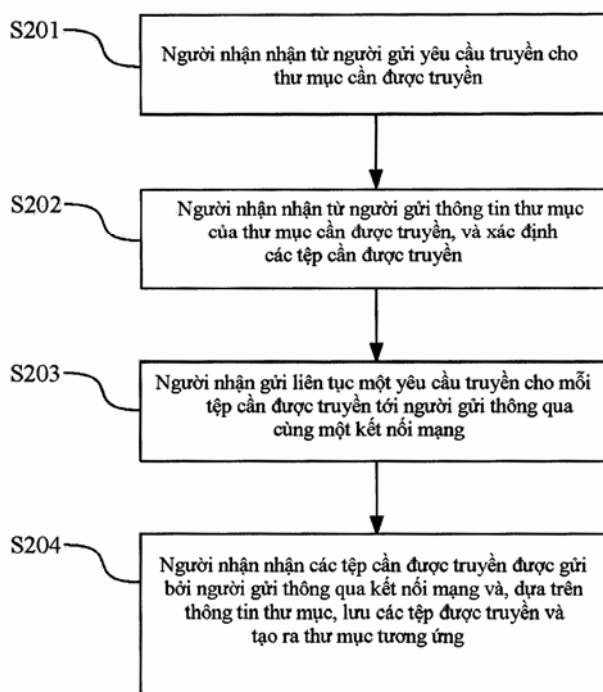 S201
Người nhận nhận từ người gửi yêu cầu truyền cho
thư mục cần được truyền
S202
Người nhận nhận từ người gửi thông tin thư mục
của thư mục cần được truyền, và xác định
các tệp cần được truyền
S203
Người nhận gửi liên tục một yêu cầu truyền cho mỗi
tệp cần được truyền tới người gửi thông qua
cùng một kết nối mạng
S204
Người nhận nhận các tệp cần được truyền được gửi
bởi người gửi thông qua kết nối mạng và, dựa trên
thông tin thư mục, lưu các tệp được truyền và
tạo ra thư mục tương ứng